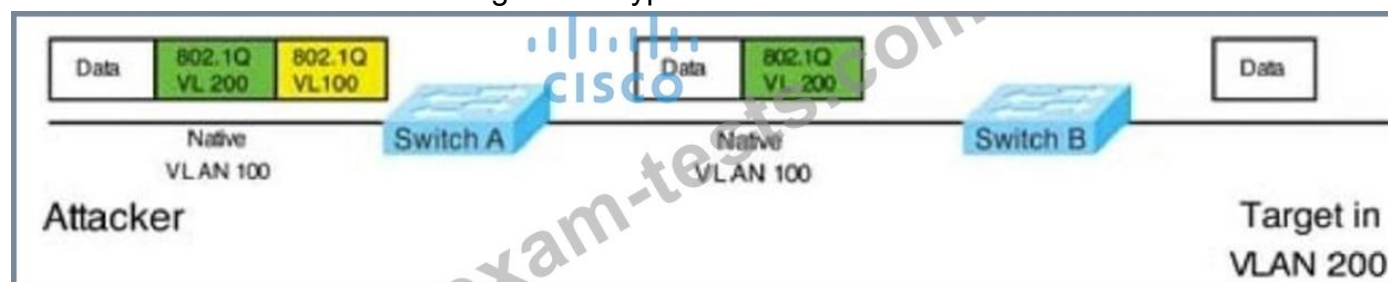 Data
802.1Q
VL 200
802.1Q
VL100
CISCO
Data
802.1Q
VL 200
Data
Native
VLAN 100
Switch A
Native
VLAN 100
Switch B
Attacker
Target in
VLAN 200
exam-tests.com